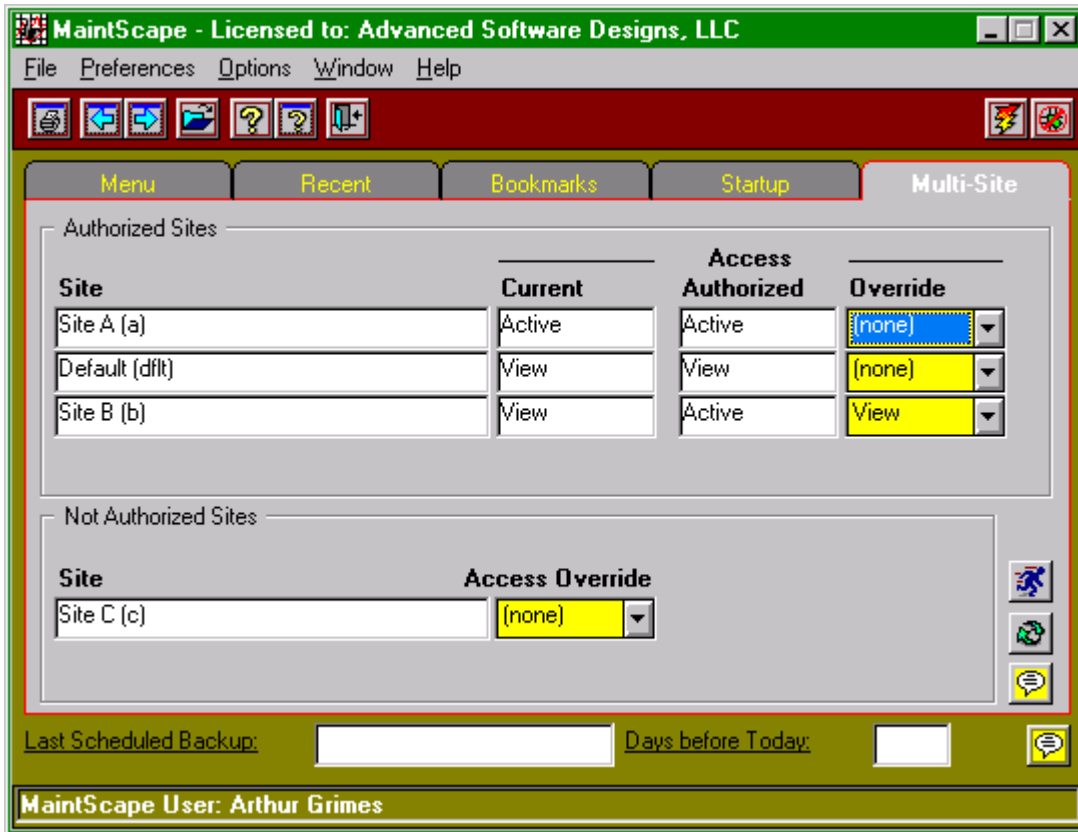 MaintScape - Licensed to: Advanced Software Designs, LLC
File Preferences Options Window Help
Menu Recent Bookmarks Startup Multi-Site
Authorized Sites
Access
Site Current Authorized Override
Site A (a) Active Active (none)
Default (dflt) View View (none)
Site B (b) View Active View
Not Authorized Sites
Site Access Override
Site C (c) (none)
Last Scheduled Backup: Days before Today:
MaintScape User: Arthur Grimes